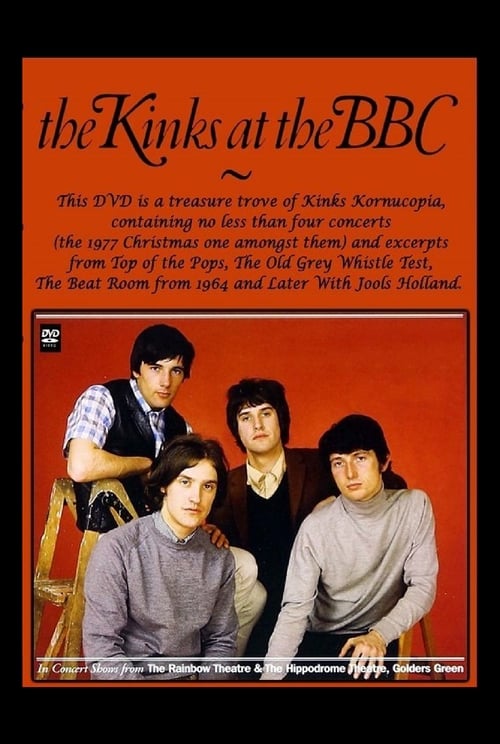 the Kinks at the BBC
~
This DVD is a treasure trove of Kinks Kornucopia,
containing no less than four concerts
(the 1977 Christmas one amongst them) and excerpts
from Top of the Pops, The Old Grey Whistle Test,
The Beat Room from 1964 and Later With Jools Holland.
DVD
VIDEO
In Concert Shows from The Rainbow Theatre & The Hippodrome Theatre, Golders Green